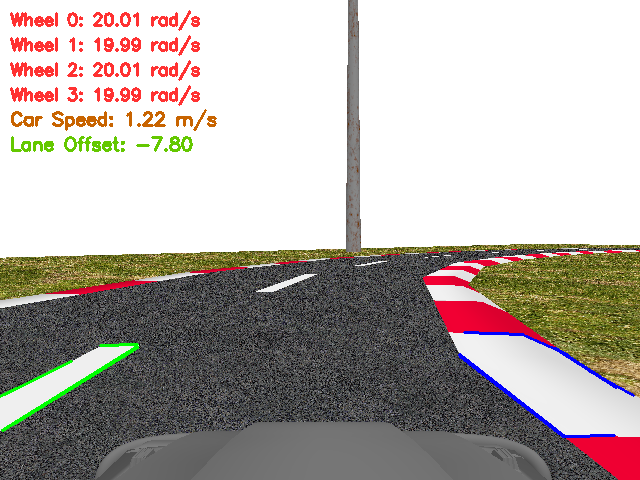 Wheel 0: 20.01 rad/s
Wheel 1: 19.99 rad/s
Wheel 2: 20.01 rad/s
Wheel 3: 19.99 rad/s
Car Speed: 1.22 m/s
Lane Offset: -7.80